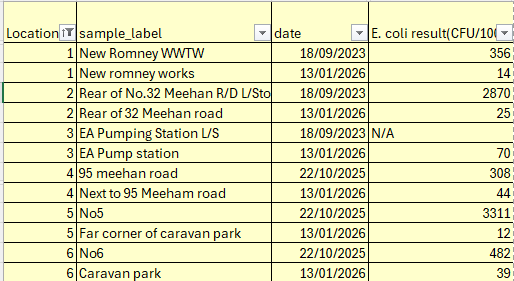 Location sample_label date E. coli result(CFU/100
1 New Romney WWTW 18/09/2023 356
1 New romney works 13/01/2026 14
2 Rear of No.32 Meehan R/D L/Sto 18/09/2023 2870
2 Rear of 32 Meehan road 13/01/2026 25
3 EA Pumping Station L/S 18/09/2023 N/A
3 EA Pump station 13/01/2026 70
4 95 meehan road 22/10/2025 308
4 Next to 95 Meeham road 13/01/2026 44
5 No5 22/10/2025 3311
5 Far corner of caravan park 13/01/2026 12
6 No6 22/10/2025 482
6 Caravan park 13/01/2026 39